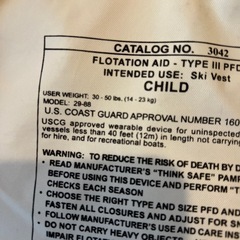 CATALOG NO. 3042
FLOTATION AID - TYPE III PFD
INTENDED USE: Ski Vest
CHILD
USER WEIGHT: 30 - 50 lbs. (14 - 23 kg)
MODEL: 29-88
U.S. COAST GUARD APPROVAL NUMBER 160
USCG approved wearable device for uninspected
vessels less than 40 feet (12m) in length not carrying
for hire, and for recreational boats.
WARNING: TO REDUCE THE RISK OF DEATH BY D
• READ MANUFACTURER'S "THINK SAFE" PAM
BEFORE USING THIS DEVICE AND PERFORM "T
CHECKS EACH SEASON
• CHOOSE THE RIGHT TYPE AND SIZE PFD AND
FASTEN ALL CLOSURES AND ADJUST FOR SN
• FOLLOW MANUFACTURER'S USE AND CARE INS
• DO NOT CARRY HEAVY OBJECTS
IMPAIR FLOTAT